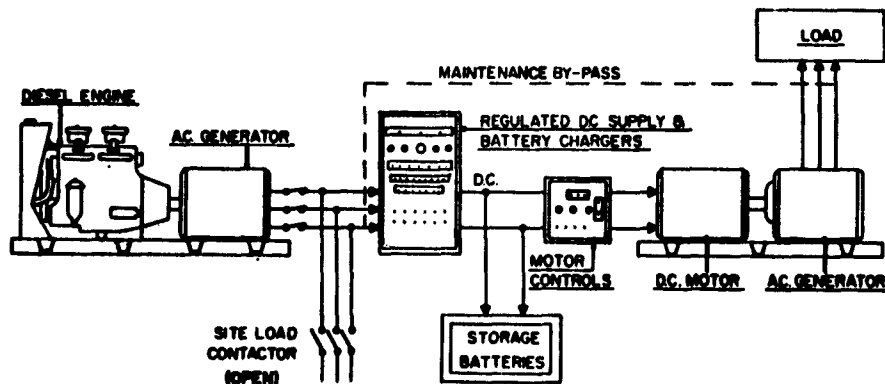 LOAD
MAINTENANCE BY-PASS
DIESEL ENGINE
A.C. GENERATOR
REGULATED DC SUPPLY &
BATTERY CHARGERS
D.C.
MOTOR
CONTROLS
D.C. MOTOR
A.C. GENERATOR
SITE LOAD
CONTACTOR
(OPEN)
STORAGE
BATTERIES